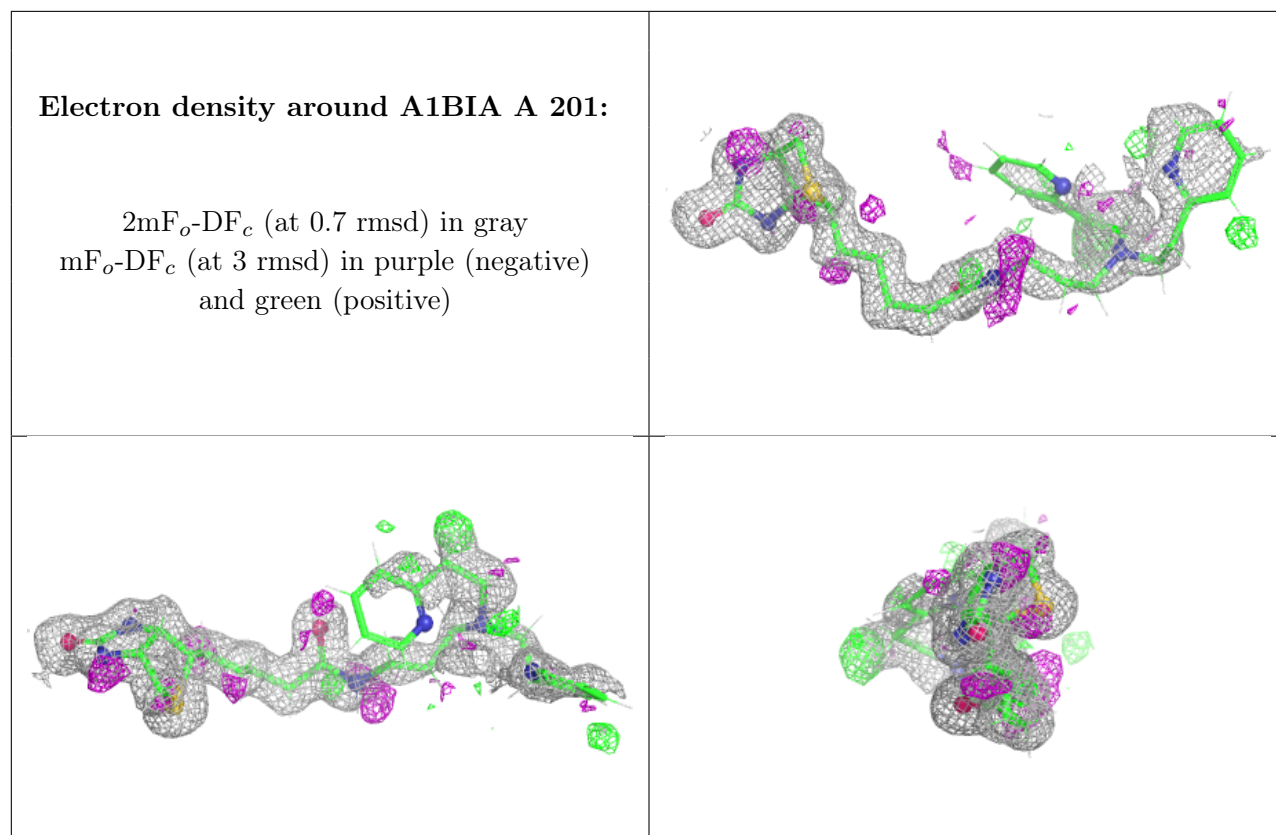 Electron density around A1BIA A 201:
2mFo-DFc (at 0.7 rmsd) in gray
mFo-DFc (at 3 rmsd) in purple (negative)
and green (positive)